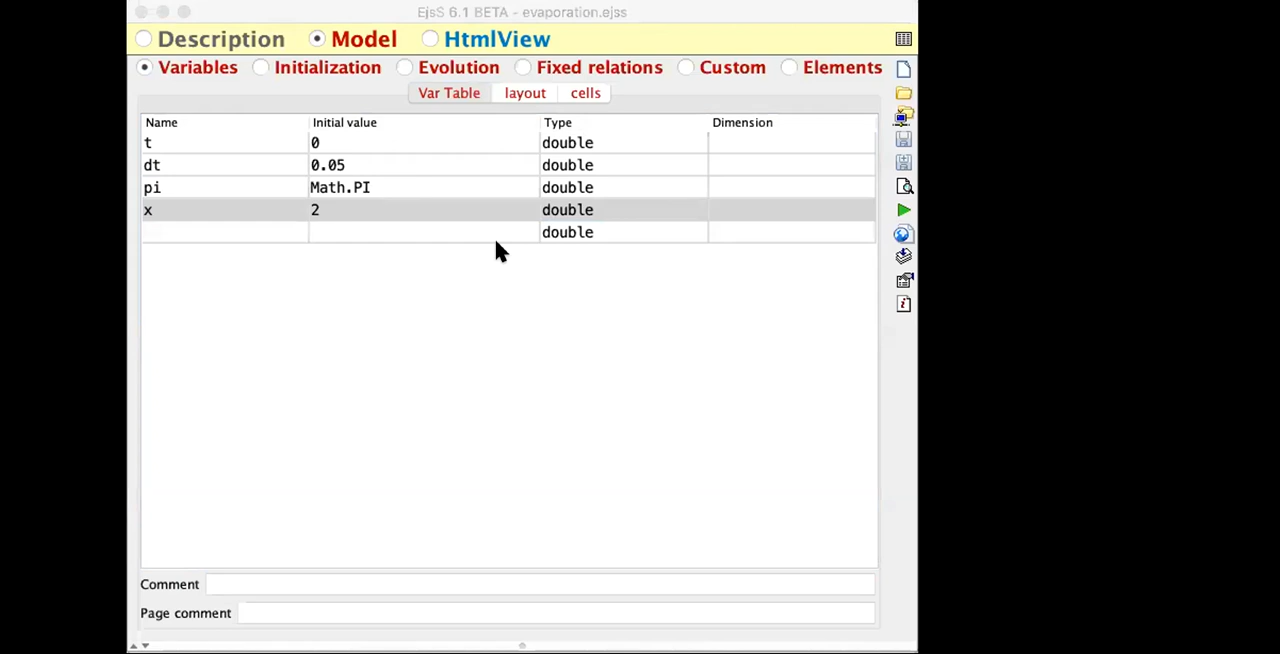 EjsS 6.1 BETA - evaporation.ejss
Description Model HtmlView
Variables Initialization Evolution Fixed relations Custom Elements
Var Table layout cells
Name Initial value Type Dimension
t 0 double
dt 0.05 double
pi Math.PI double
x 2 double
double
Comment
Page comment